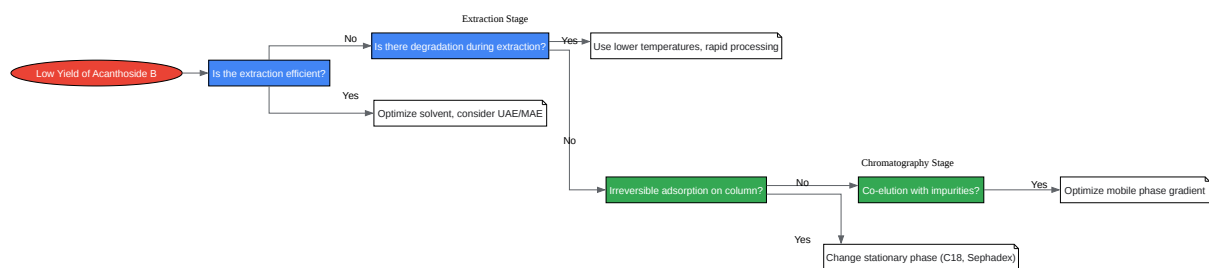 Extraction Stage
No
Is there degradation during extraction?
Yes
Use lower temperatures, rapid processing
Low Yield of Acanthoside B
Is the extraction efficient?
Yes
Optimize solvent, consider UAE/MAE
No
Chromatography Stage
Irreversible adsorption on column?
No
Co-elution with impurities?
Yes
Optimize mobile phase gradient
Yes
Change stationary phase (C18, Sephadex)